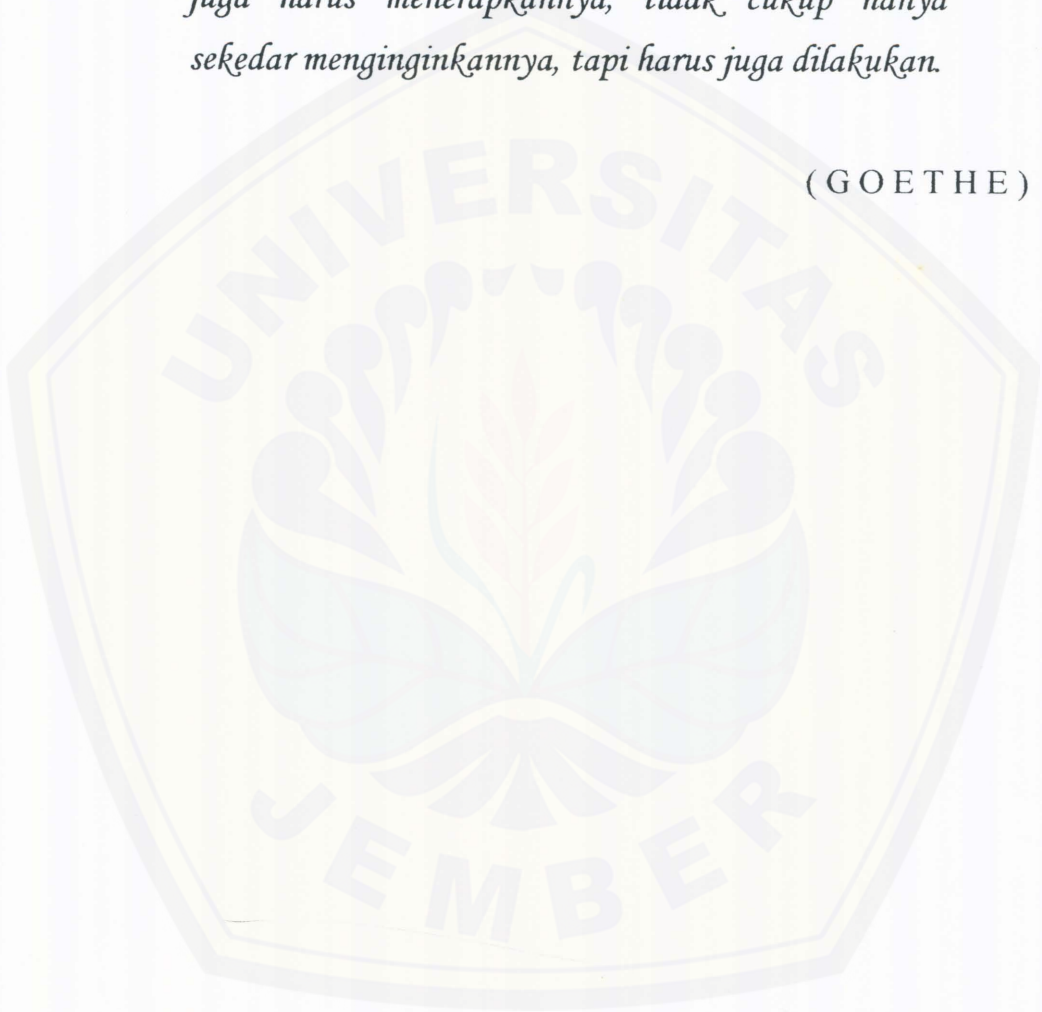 juga harus menerapkannya, tidak cukup hanya
sekedar menginginkannya, tapi harus juga dilakukan.
(GOETHE)
UNIVERSITAS
JEMBER